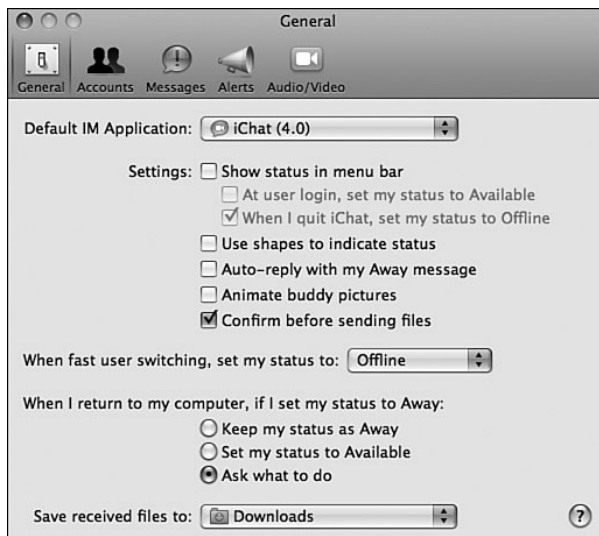 General
General Accounts Messages Alerts Audio/Video
Default IM Application: iChat (4.0)
Settings: Show status in menu bar
At user login, set my status to Available
When I quit iChat, set my status to Offline
Use shapes to indicate status
Auto-reply with my Away message
Animate buddy pictures
Confirm before sending files
When fast user switching, set my status to: Offline
When I return to my computer, if I set my status to Away:
Keep my status as Away
Set my status to Available
Ask what to do
Save received files to: Downloads ?